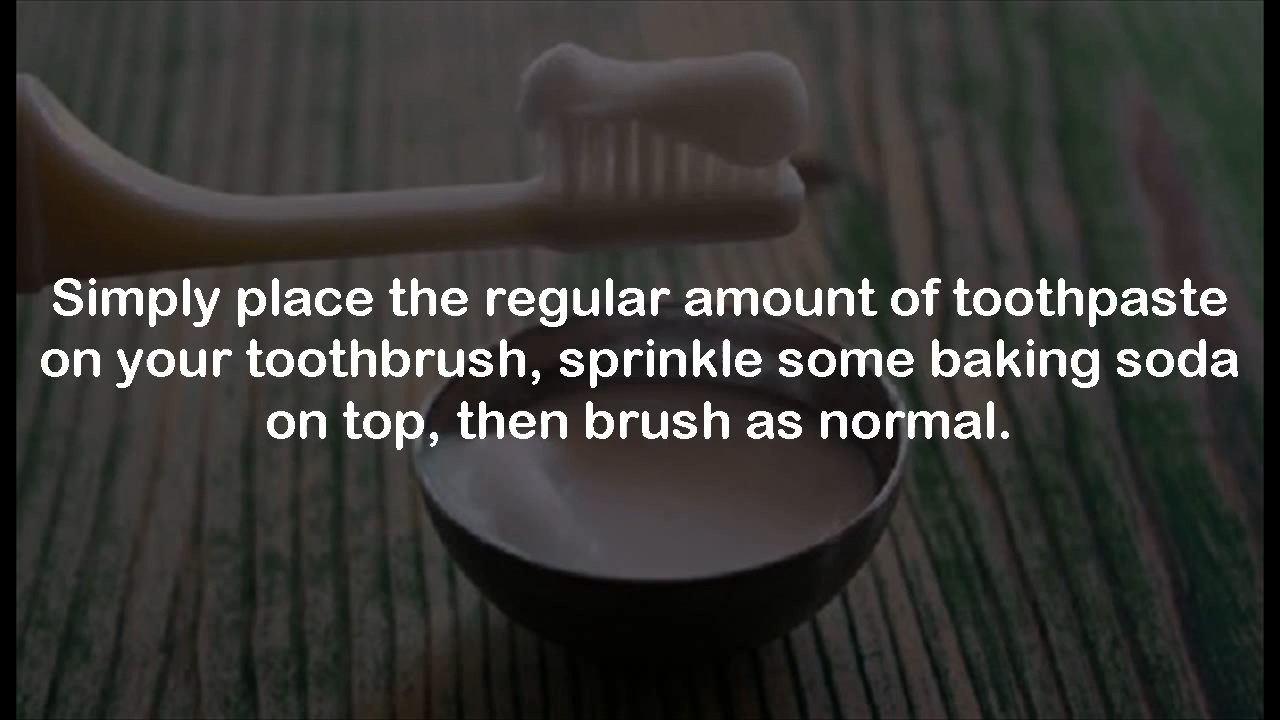 Simply place the regular amount of toothpaste
on your toothbrush, sprinkle some baking soda
on top, then brush as normal.